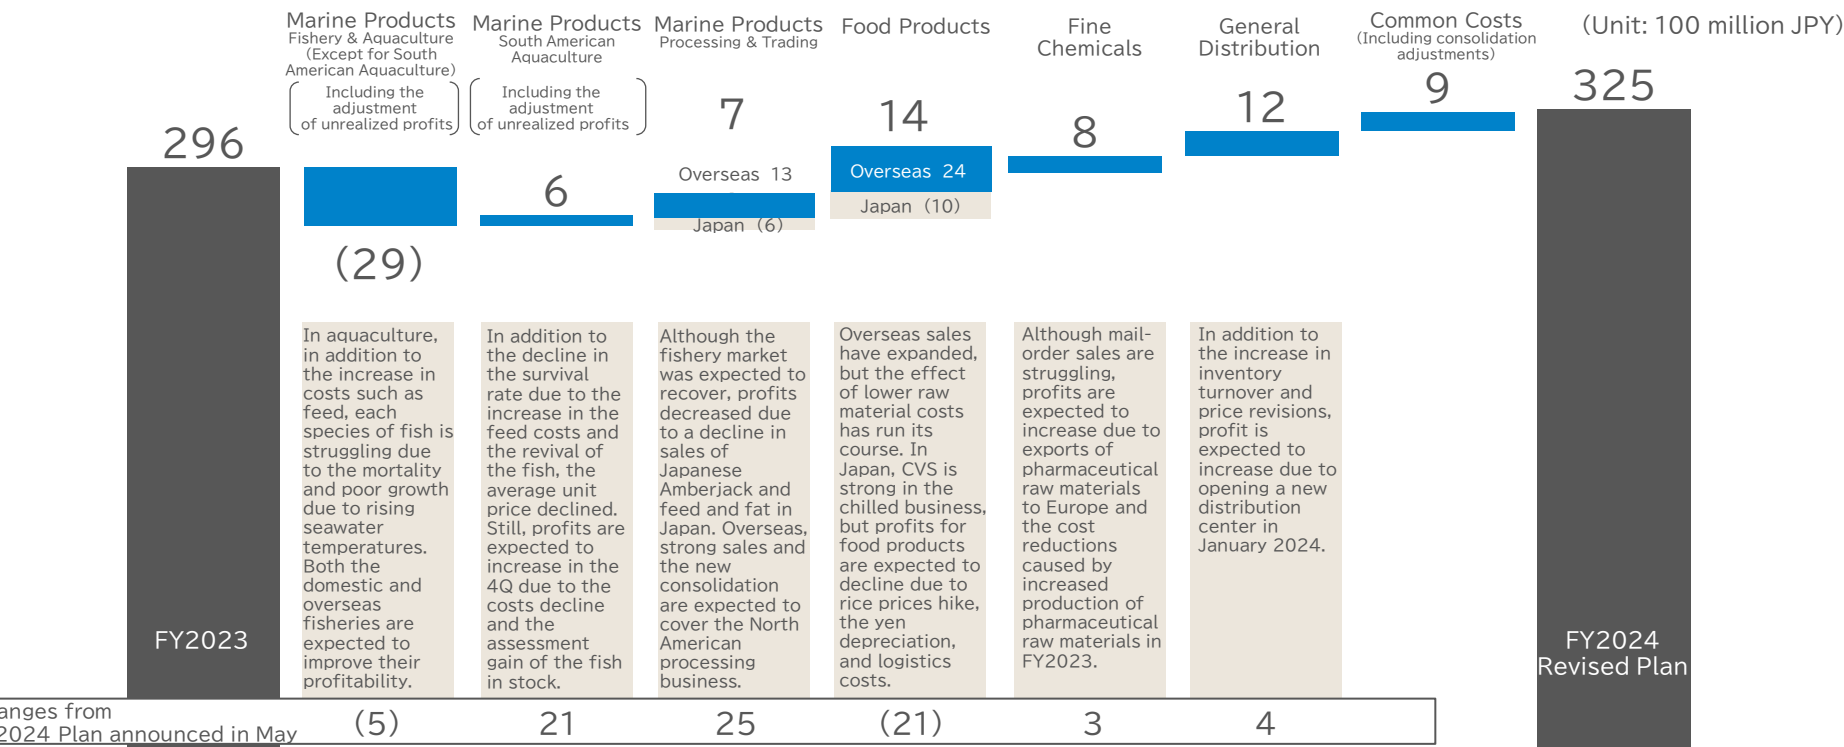 (Unit: 100 million JPY)
296
FY2023
Marine Products
Fishery & Aquaculture
(Except for South
American Aquaculture)
Including the
adjustment
of unrealized profits
(29)
Marine Products
South American
Aquaculture
Including the
adjustment
of unrealized profits
6
Marine Products
Processing & Trading
7
Overseas 13
Japan (6)
Food Products
14
Overseas 24
Japan (10)
Fine
Chemicals
8
General
Distribution
12
Common Costs
(Including consolidation
adjustments)
9
325
FY2024
Revised Plan
In aquaculture,
in addition to
the increase in
costs such as
feed, each
species of fish is
struggling due
to the mortality
and poor growth
due to rising
seawater
temperatures.
Both the
domestic and
overseas
fisheries are
expected to
improve their
profitability.
In addition to
the decline in
the survival
rate due to the
increase in the
feed costs and
the revival of
the fish, the
average unit
price declined.
Still, profits are
expected to
increase in the
4Q due to the
costs decline
and the
assessment
gain of the fish
in stock.
Although the
fishery market
was expected to
recover, profits
decreased due
to a decline in
sales of
Japanese
Amberjack and
feed and fat in
Japan. Overseas,
strong sales and
the new
consolidation
are expected to
cover the North
American
processing
business.
Overseas sales
have expanded,
but the effect
of lower raw
material costs
has run its
course. In
Japan, CVS is
strong in the
chilled business,
but profits for
food products
are expected to
decline due to
rice prices hike,
the yen
depreciation,
and logistics
costs.
Although mail-
order sales are
struggling,
profits are
expected to
increase due to
exports of
pharmaceutical
raw materials
to Europe and
the cost
reductions
caused by
increased
production of
pharmaceutical
raw materials in
FY2023.
In addition to
the increase in
inventory
turnover and
price revisions,
profit is
expected to
increase due to
opening a new
distribution
center in
January 2024.
anges from
2024 Plan announced in May
(5)
21
25
(21)
3
4